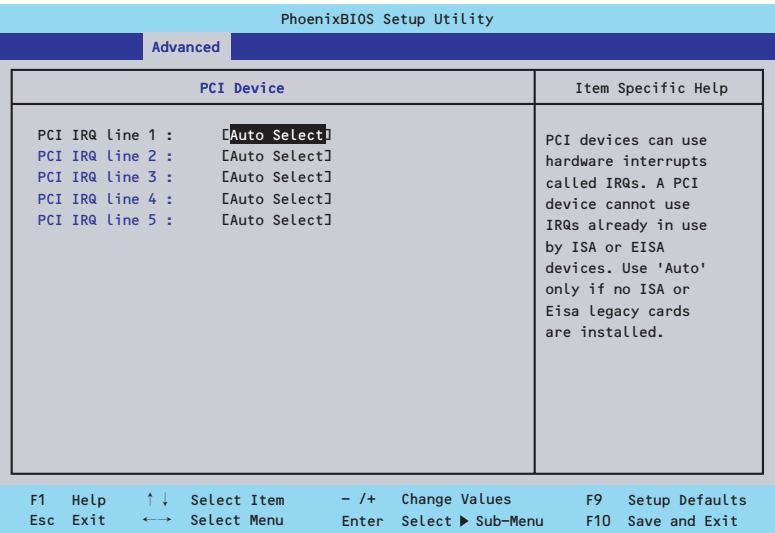 PhoenixBIOS Setup Utility
Advanced
PCI Device
PCI IRQ line 1 : [Auto Select]
PCI IRQ line 2 : [Auto Select]
PCI IRQ line 3 : [Auto Select]
PCI IRQ line 4 : [Auto Select]
PCI IRQ line 5 : [Auto Select]
Item Specific Help
PCI devices can use
hardware interrupts
called IRQs. A PCI
device cannot use
IRQs already in use
by ISA or EISA
devices. Use 'Auto'
only if no ISA or
Eisa legacy cards
are installed.
F1 Help ↑↓ Select Item – /+ Change Values F9 Setup Defaults
Esc Exit ←→ Select Menu Enter Select ▶ Sub-Menu F10 Save and Exit